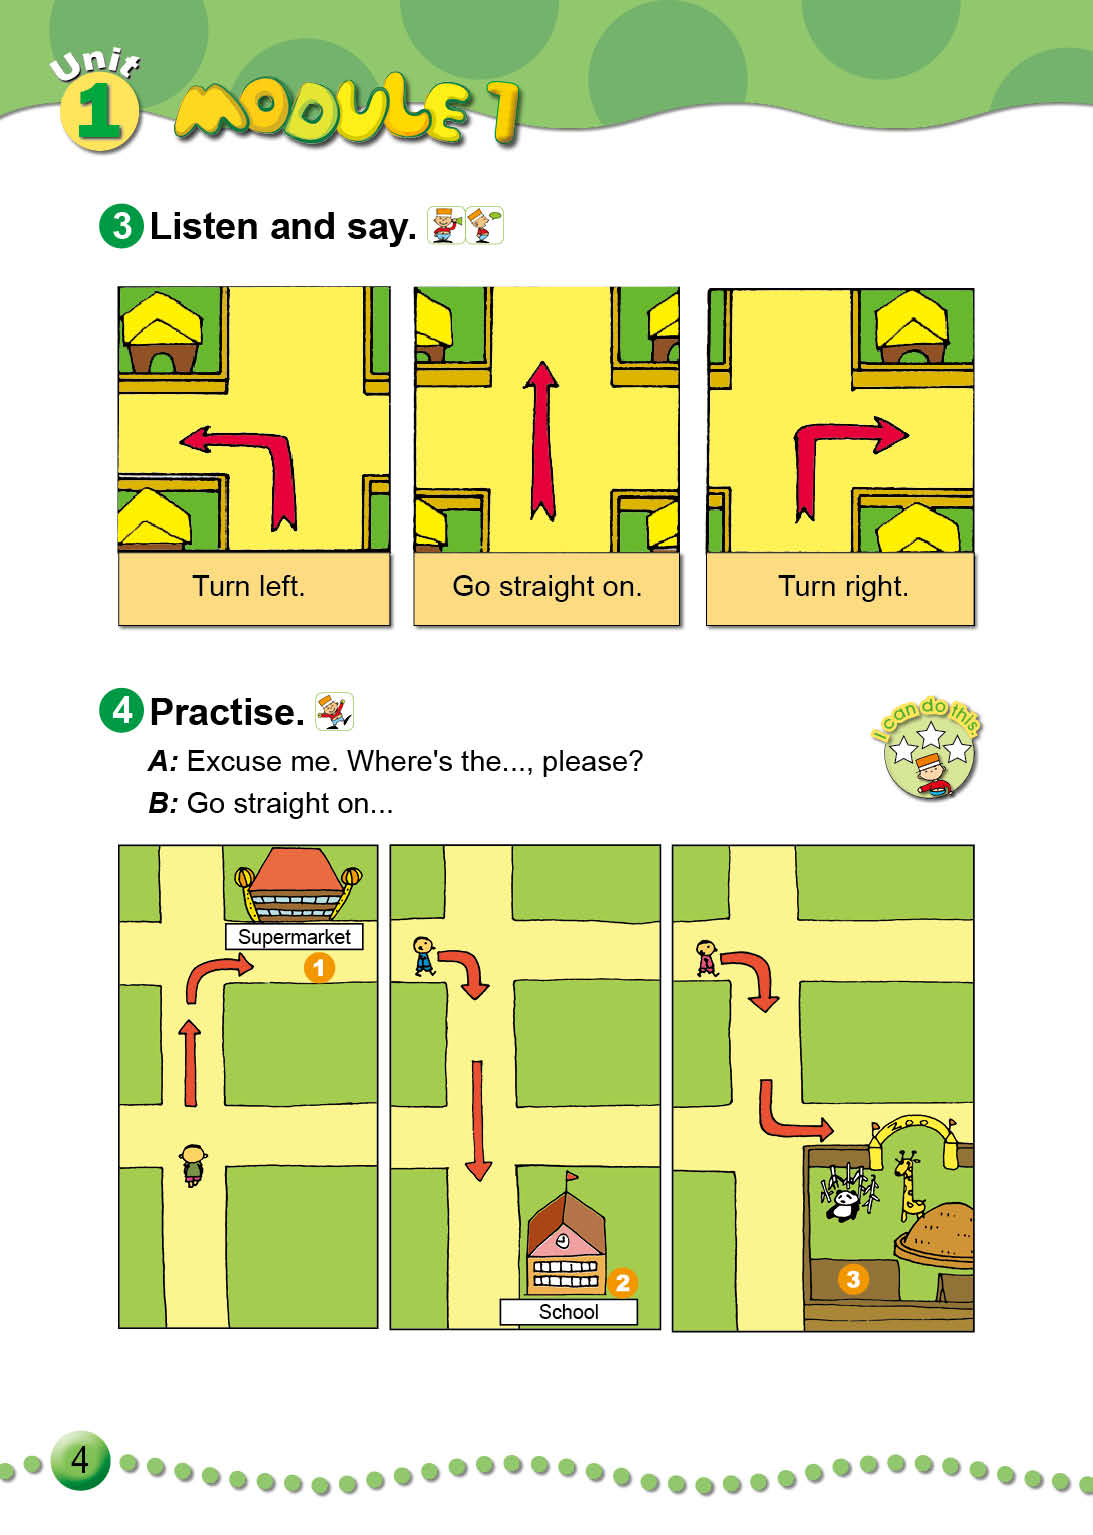 Unit
1 MODULE 1
3 Listen and say.
Turn left.
Go straight on.
Turn right.
4 Practise.
I can do this.
A: Excuse me. Where's the..., please?
B: Go straight on...
Supermarket
1
School
2
Zoo
3
4